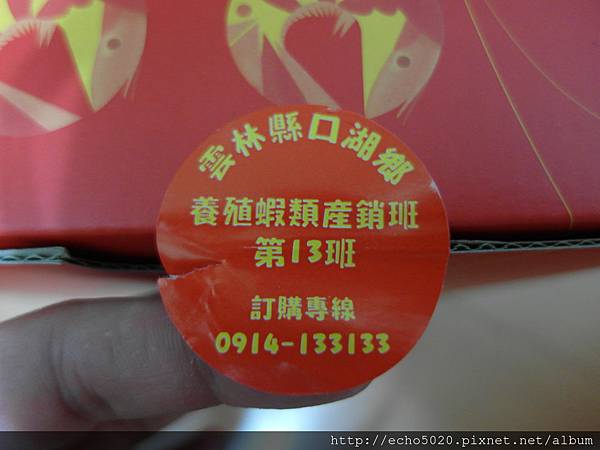 雲林縣口湖鄉
養殖蝦類產銷班
第13班
訂購專線
0914-133133
http://echo5020.pixnet.net/album